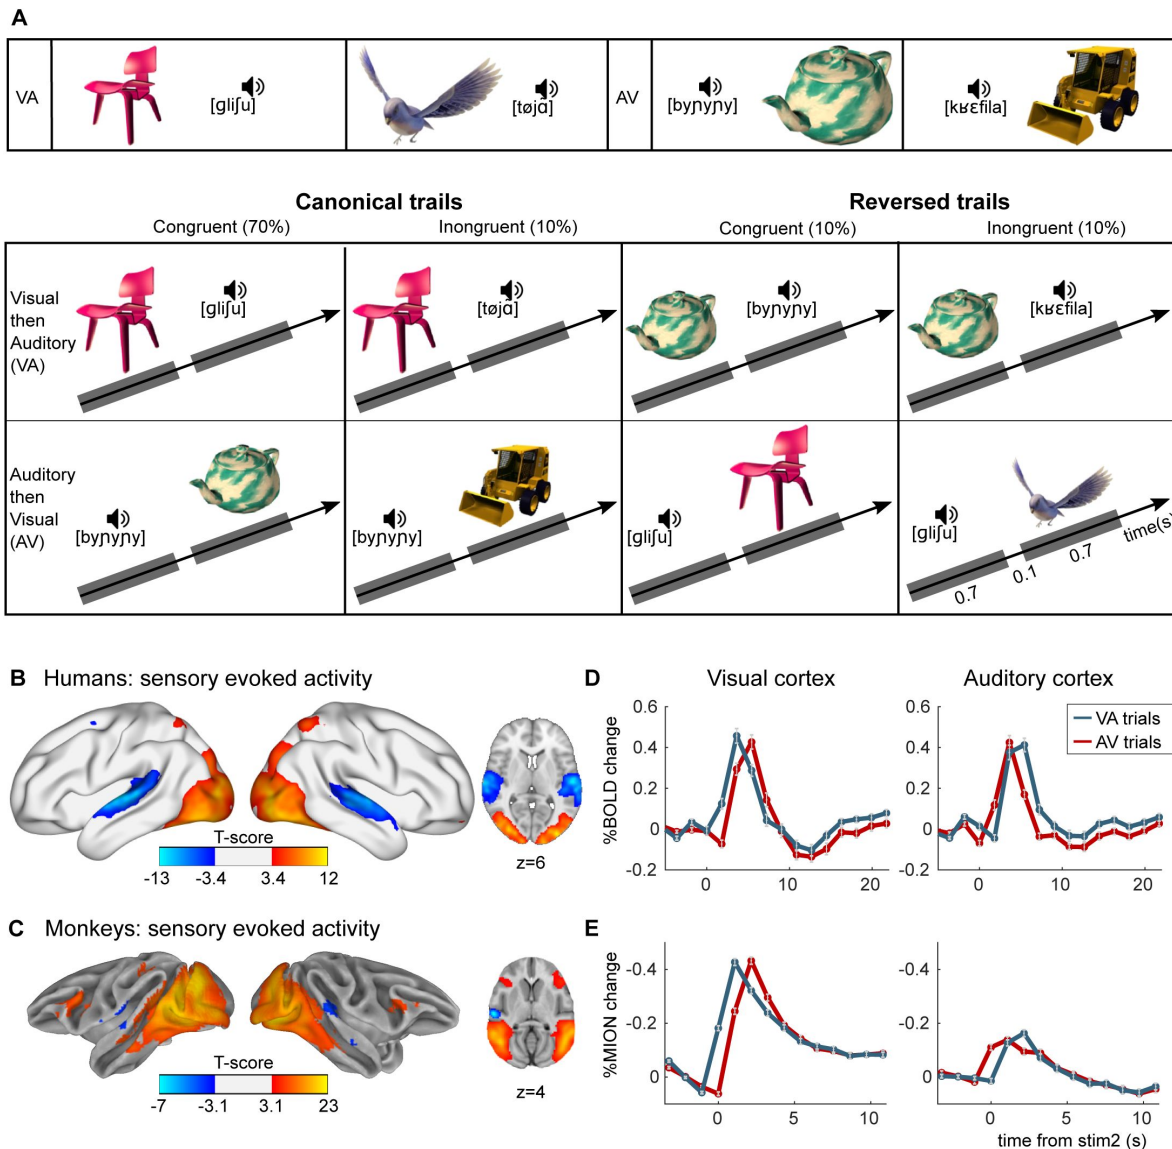 A
VA
[gliʃu]
[tøjɑ̃]
AV
[byɲyɲy]
[kʁɛfila]
Canonical trails
Reversed trails
Congruent (70%)
Inongruent (10%)
Congruent (10%)
Inongruent (10%)
Visual
then
Auditory
(VA)
[gliʃu]
[tøjɑ̃]
[byɲyɲy]
[kʁɛfila]
Auditory
then
Visual
(AV)
[byɲyɲy]
[byɲyɲy]
[gliʃu]
[gliʃu]
0.7
0.1
0.7
time(s)
B Humans: sensory evoked activity
T-score
-13 -3.4 3.4 12
z=6
C Monkeys: sensory evoked activity
T-score
-7 -3.1 3.1 23
z=4
D Visual cortex Auditory cortex
VA trials
AV trials
%BOLD change
0.6
0.4
0.2
0
-0.2
0 10 20
0.6
0.4
0.2
0
-0.2
0 10 20
E
%MION change
-0.4
-0.2
0
0 5 10
-0.4
-0.2
0
0 5 10
time from stim2 (s)